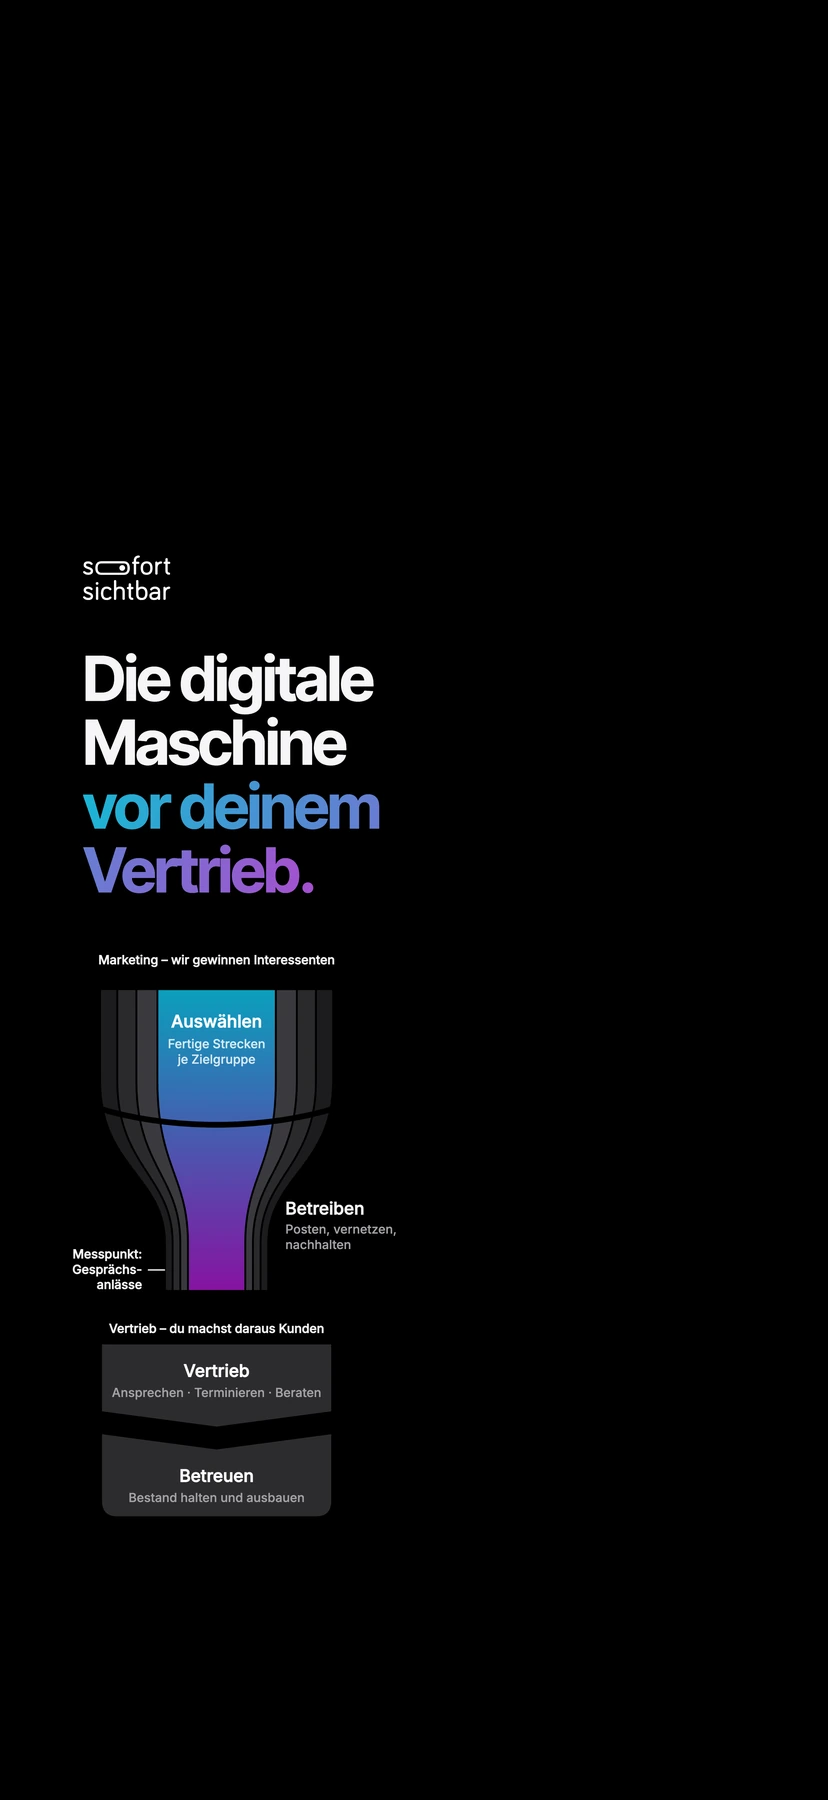 sofort
sichtbar
Die digitale
Maschine
vor deinem
Vertrieb.
Marketing – wir gewinnen Interessenten
Auswählen
Fertige Strecken
je Zielgruppe
Betreiben
Posten, vernetzen,
nachhalten
Messpunkt:
Gesprächs-
anlässe
Vertrieb – du machst daraus Kunden
Vertrieb
Ansprechen · Terminieren · Beraten
Betreuen
Bestand halten und ausbauen